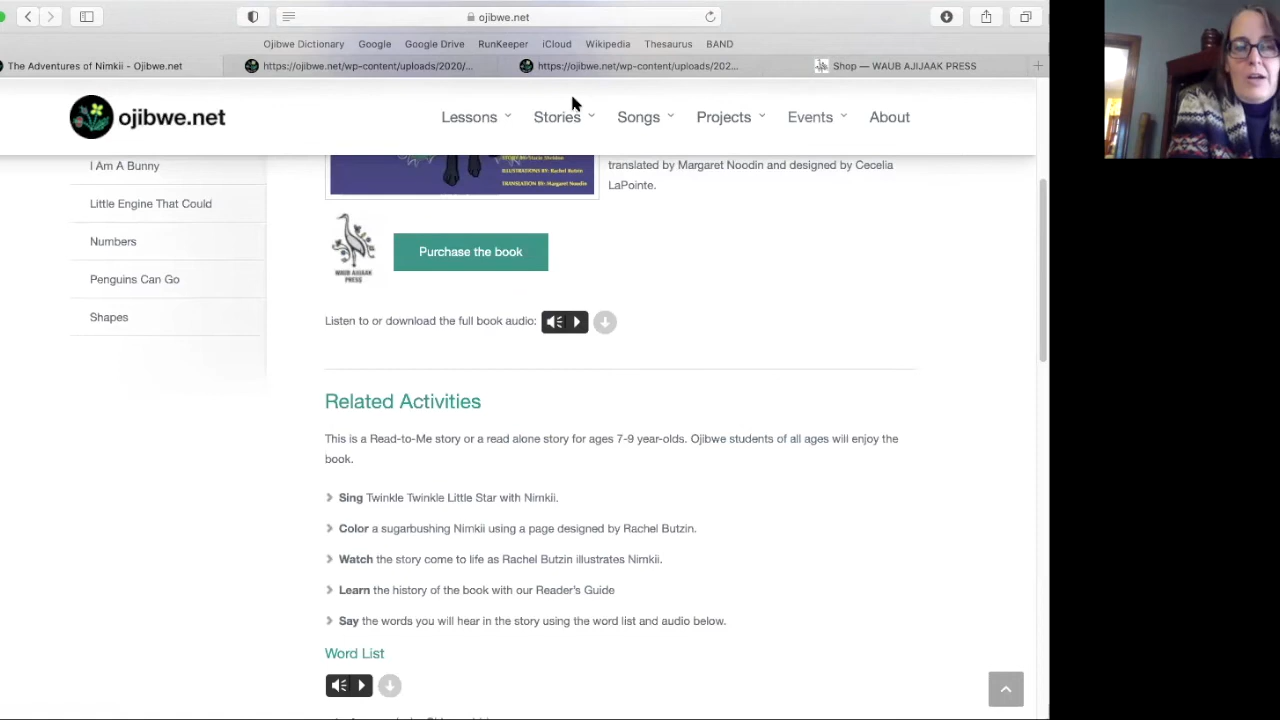 ojibwe.net
Ojibwe Dictionary Google Google Drive RunKeeper iCloud Wikipedia Thesaurus BAND
The Adventures of Nimkii - Ojibwe.net https://ojibwe.net/wp-content/uploads/2020/... https://ojibwe.net/wp-content/uploads/202... Shop — WAUB AJIJAAK PRESS
ojibwe.net Lessons Stories Songs Projects Events About
I Am A Bunny
Little Engine That Could
Numbers
Penguins Can Go
Shapes
ILLUSTRATIONS BY: Rachel Butzin
TRANSLATION BY: Margaret Noodin
translated by Margaret Noodin and designed by Cecelia
LaPointe.
WAUB AJIJAAK
PRESS
Purchase the book
Listen to or download the full book audio:
Related Activities
This is a Read-to-Me story or a read alone story for ages 7-9 year-olds. Ojibwe students of all ages will enjoy the
book.
Sing Twinkle Twinkle Little Star with Nimkii.
Color a sugarbushing Nimkii using a page designed by Rachel Butzin.
Watch the story come to life as Rachel Butzin illustrates Nimkii.
Learn the history of the book with our Reader's Guide
Say the words you will hear in the story using the word list and audio below.
Word List